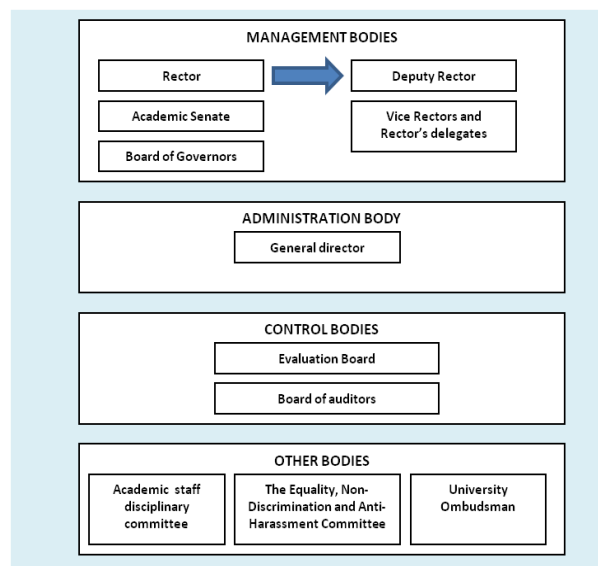 MANAGEMENT BODIES
Rector
Deputy Rector
Academic Senate
Vice Rectors and
Rector's delegates
Board of Governors
ADMINISTRATION BODY
General director
CONTROL BODIES
Evaluation Board
Board of auditors
OTHER BODIES
Academic staff
disciplinary
committee
The Equality, Non-
Discrimination and Anti-
Harassment Committee
University
Ombudsman